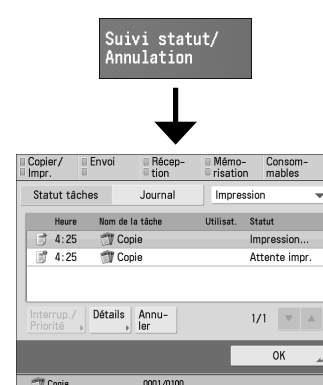 Suivi statut/
Annulation
Copier/ Envoi Récep- Mémo- Consom-
Impr. tion risation mables
Statut tâches Journal Impression
Heure Nom de la tâche Utilisat. Statut
4:25 Copie Impression...
4:25 Copie Attente impr.
Interrup./ Détails Annu-
Priorité ler 1/1
OK
Copie 0001/0100